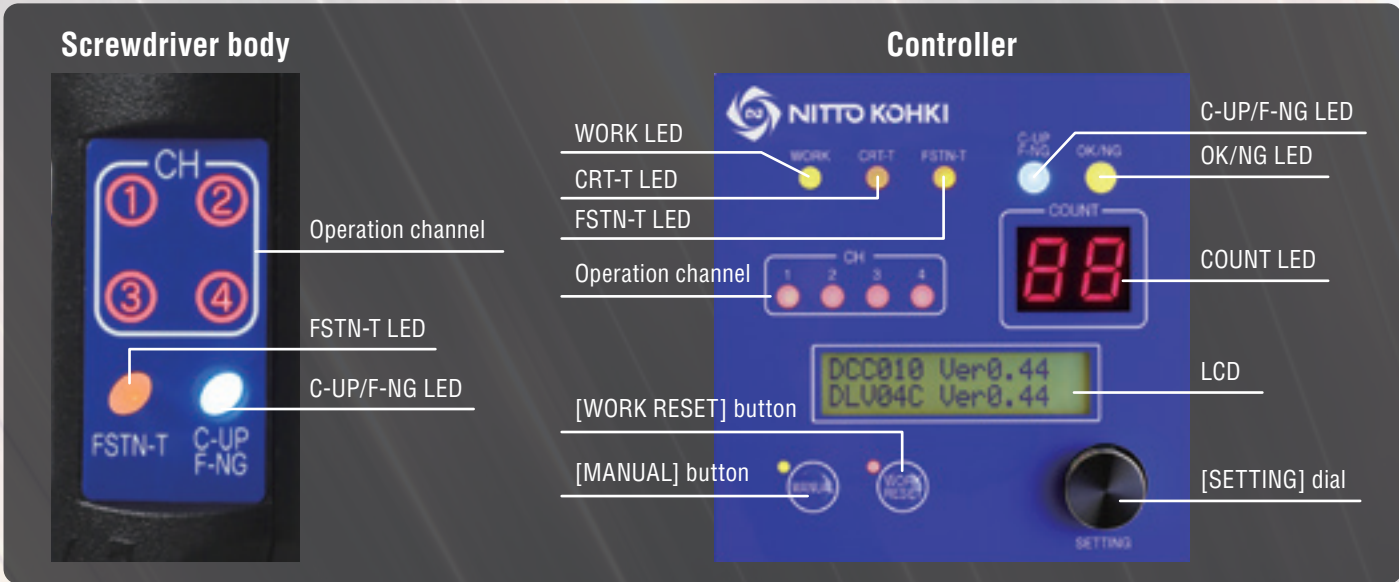 Screwdriver body
CH
1 2
3 4
FSTN-T
C-UP
F-NG
Operation channel
FSTN-T LED
C-UP/F-NG LED
Controller
WORK LED
CRT-T LED
FSTN-T LED
Operation channel
[WORK RESET] button
[MANUAL] button
NITTO KOHKI
WORK CRT-T FSTN-T
C-UP
F-NG
OK/NG
COUNT
88
CH
1 2 3 4
DCC010 Ver0.44
DLV04C Ver0.44
MANUAL
WORK
RESET
SETTING
C-UP/F-NG LED
OK/NG LED
COUNT LED
LCD
[SETTING] dial